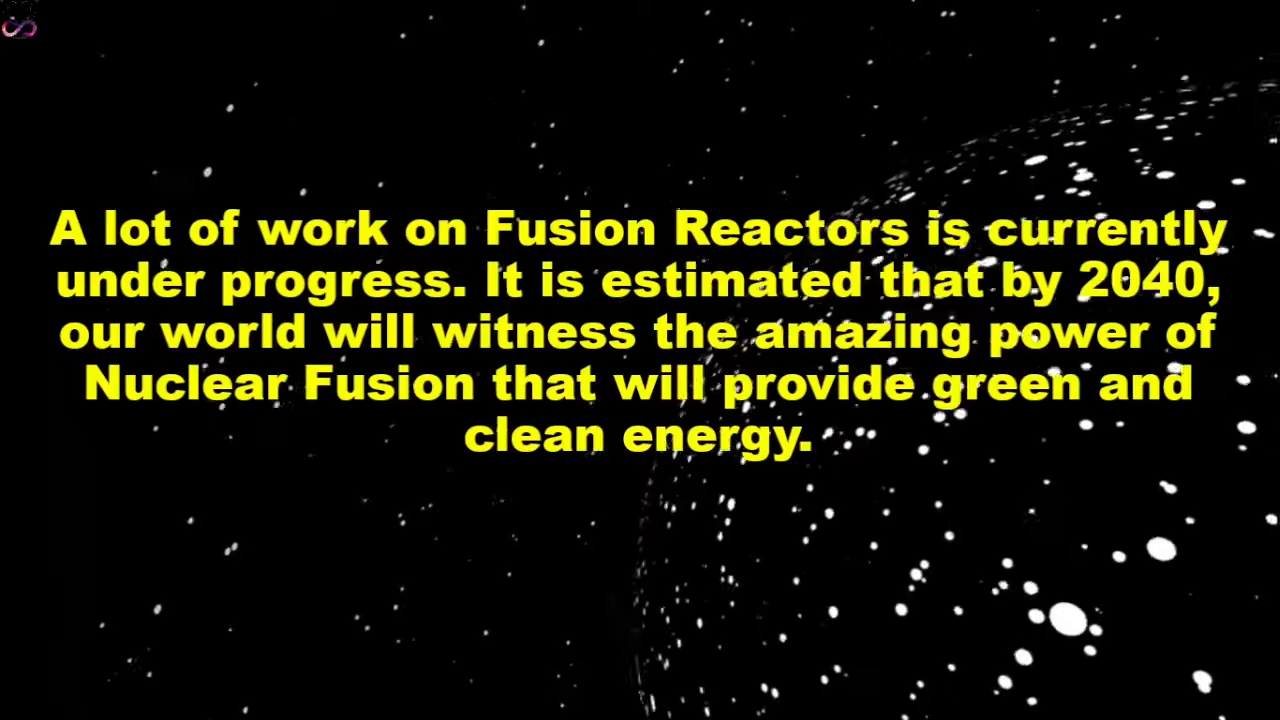 A lot of work on Fusion Reactors is currently
under progress. It is estimated that by 2040,
our world will witness the amazing power of
Nuclear Fusion that will provide green and
clean energy.